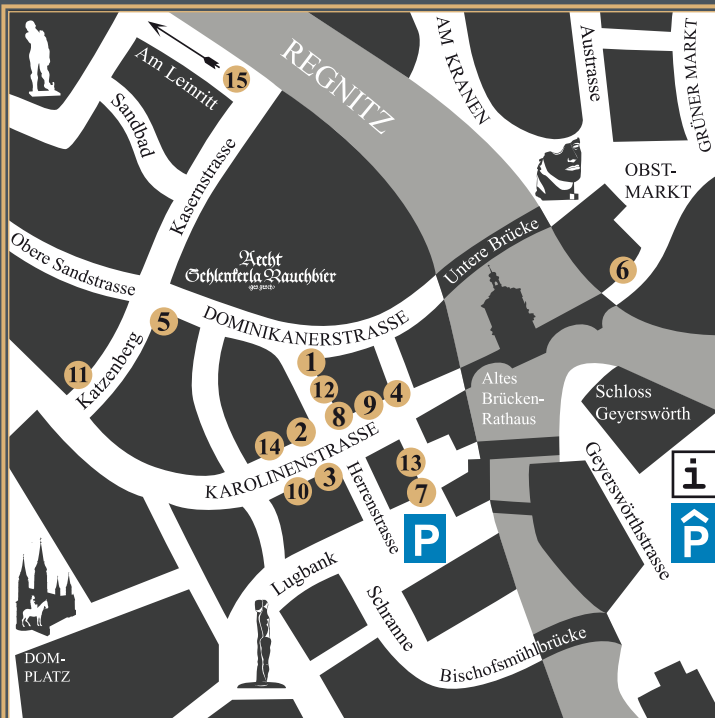 REGNITZ
AM KRANEN
Austrasse
GRÜNER MARKT
Am Leinritt
15
Sandbad
Kasernstrasse
OBST-
MARKT
Obere Sandstrasse
Aecht
Schlenkerla Rauchbier
Untere Brücke
6
DOMINIKANERSTRASSE
5
Katzenberg
11
1
12
8
9
4
2
14
KAROLINENSTRASSE
Altes
Brücken-
Rathaus
Schloss
Geyerswörth
3
10
Herrenstrasse
13
7
P
i
P
Geyerswörthstrasse
Lugbank
Schranne
Bischofsmühlbrücke
DOM-
PLATZ